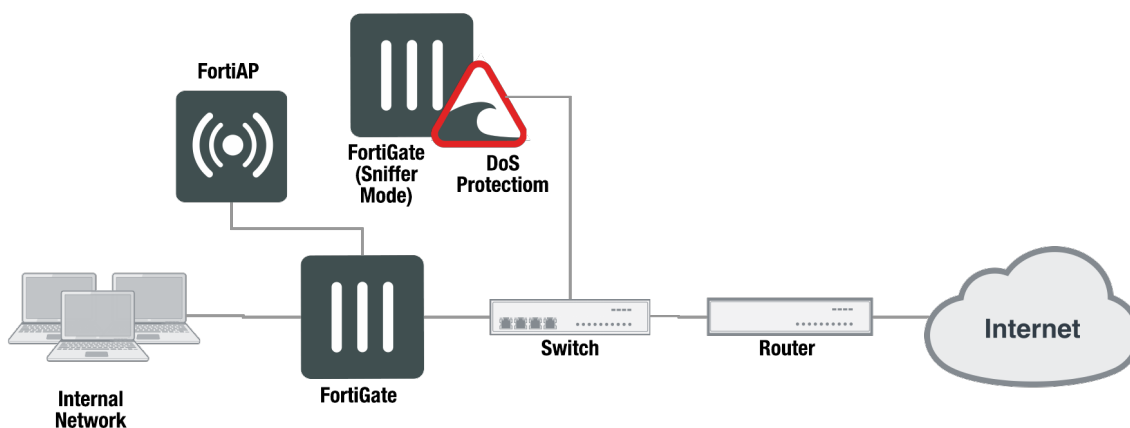 FortiAP
FortiGate
(Sniffer
Mode)
DoS
Protectiom
Internet
Switch
Router
FortiGate
Internal
Network